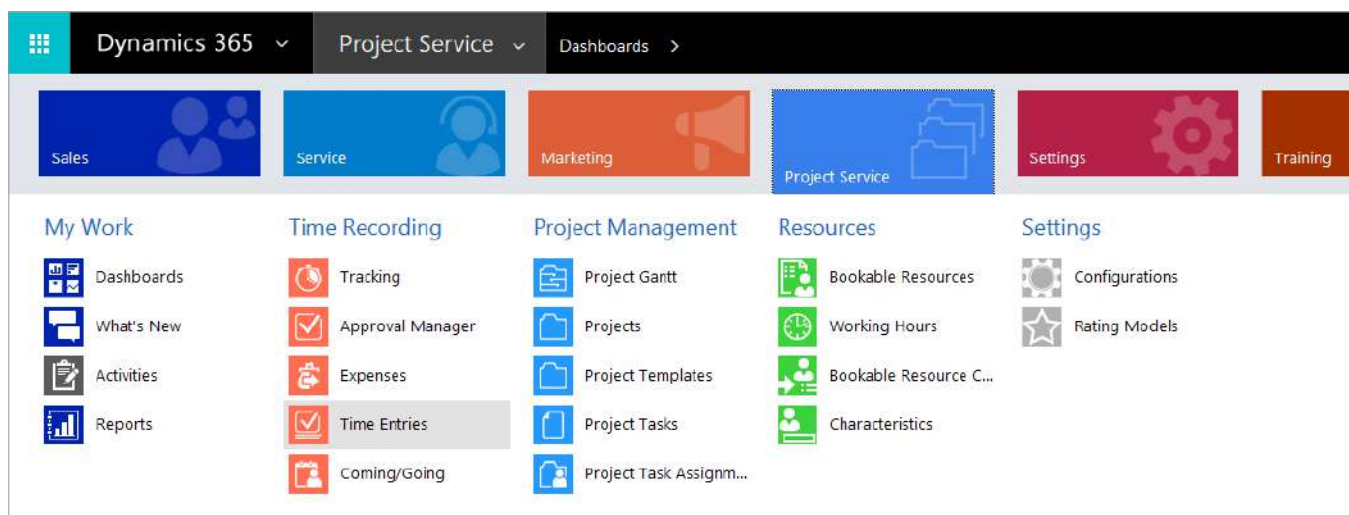 Dynamics 365 Project Service Dashboards
Sales Service Marketing Project Service Settings Training
My Work
Dashboards
What's New
Activities
Reports
Time Recording
Tracking
Approval Manager
Expenses
Time Entries
Coming/Going
Project Management
Project Gantt
Projects
Project Templates
Project Tasks
Project Task Assignm...
Resources
Bookable Resources
Working Hours
Bookable Resource C...
Characteristics
Settings
Configurations
Rating Models